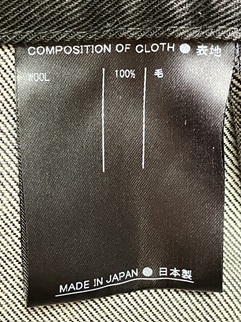 COMPOSITION OF CLOTH ● 表地
WOOL 100% 毛
MADE IN JAPAN ● 日本製